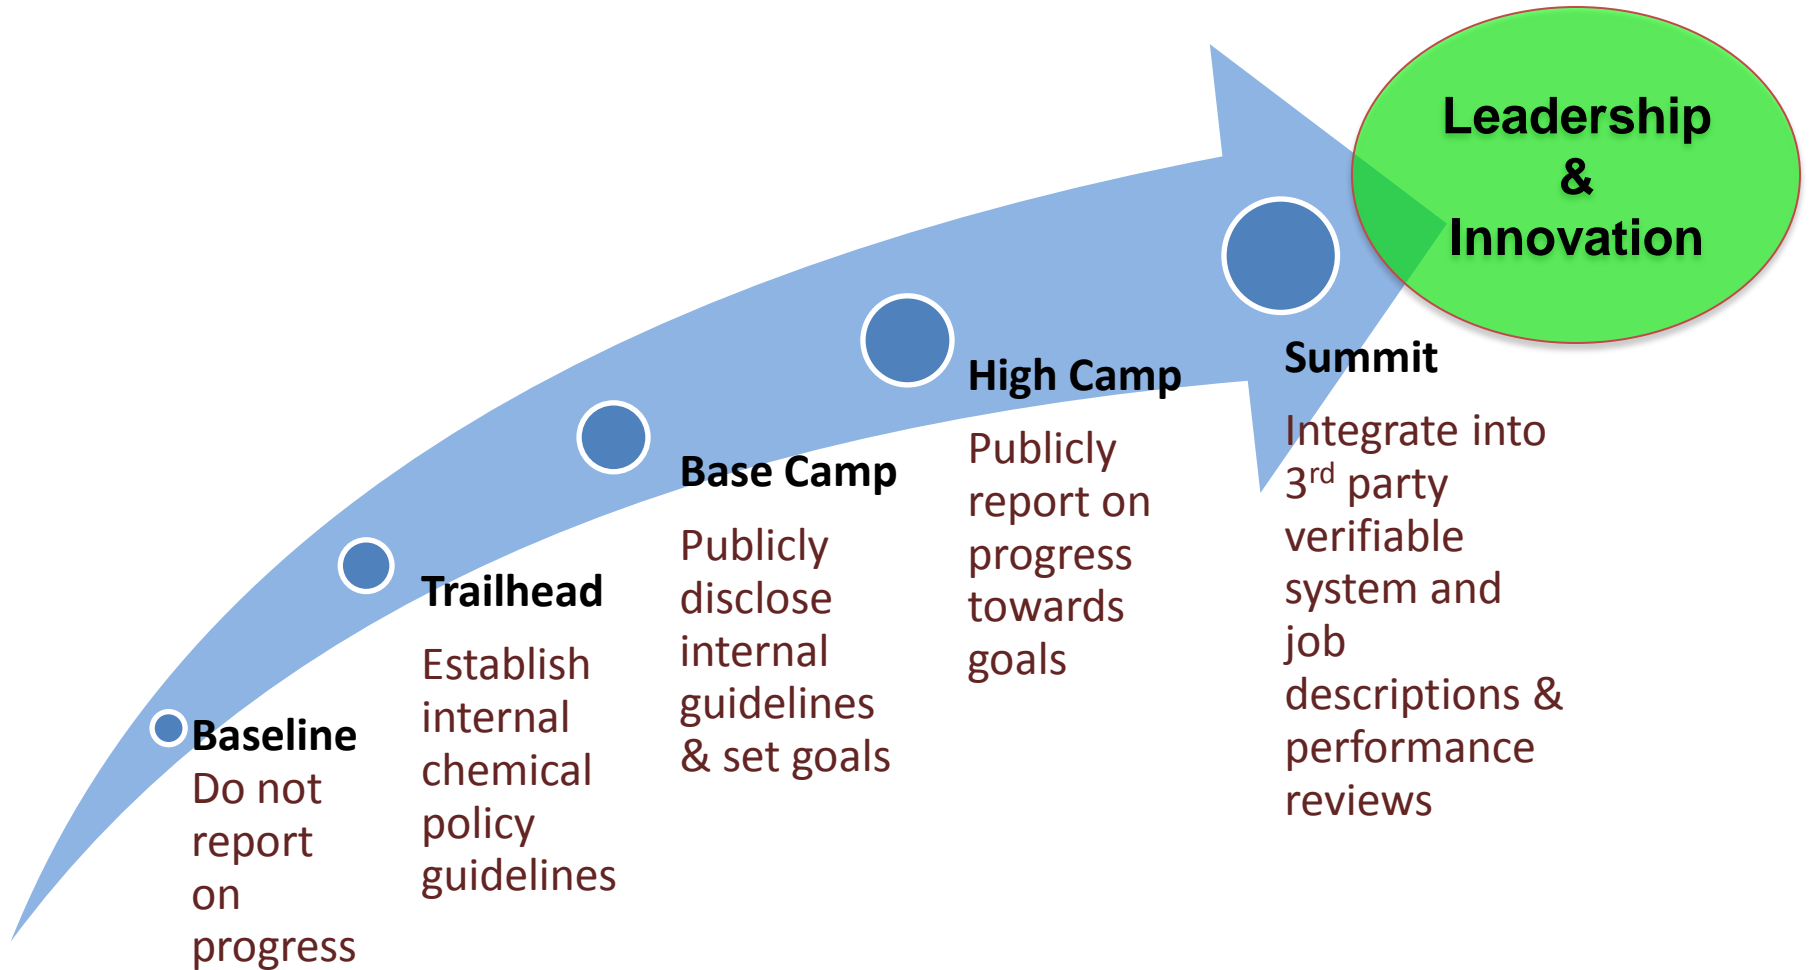 Leadership
&
Innovation
Baseline
Do not
report
on
progress
Trailhead
Establish
internal
chemical
policy
guidelines
Base Camp
Publicly
disclose
internal
guidelines
& set goals
High Camp
Publicly
report on
progress
towards
goals
Summit
Integrate into
3rd party
verifiable
system and
job
descriptions &
performance
reviews